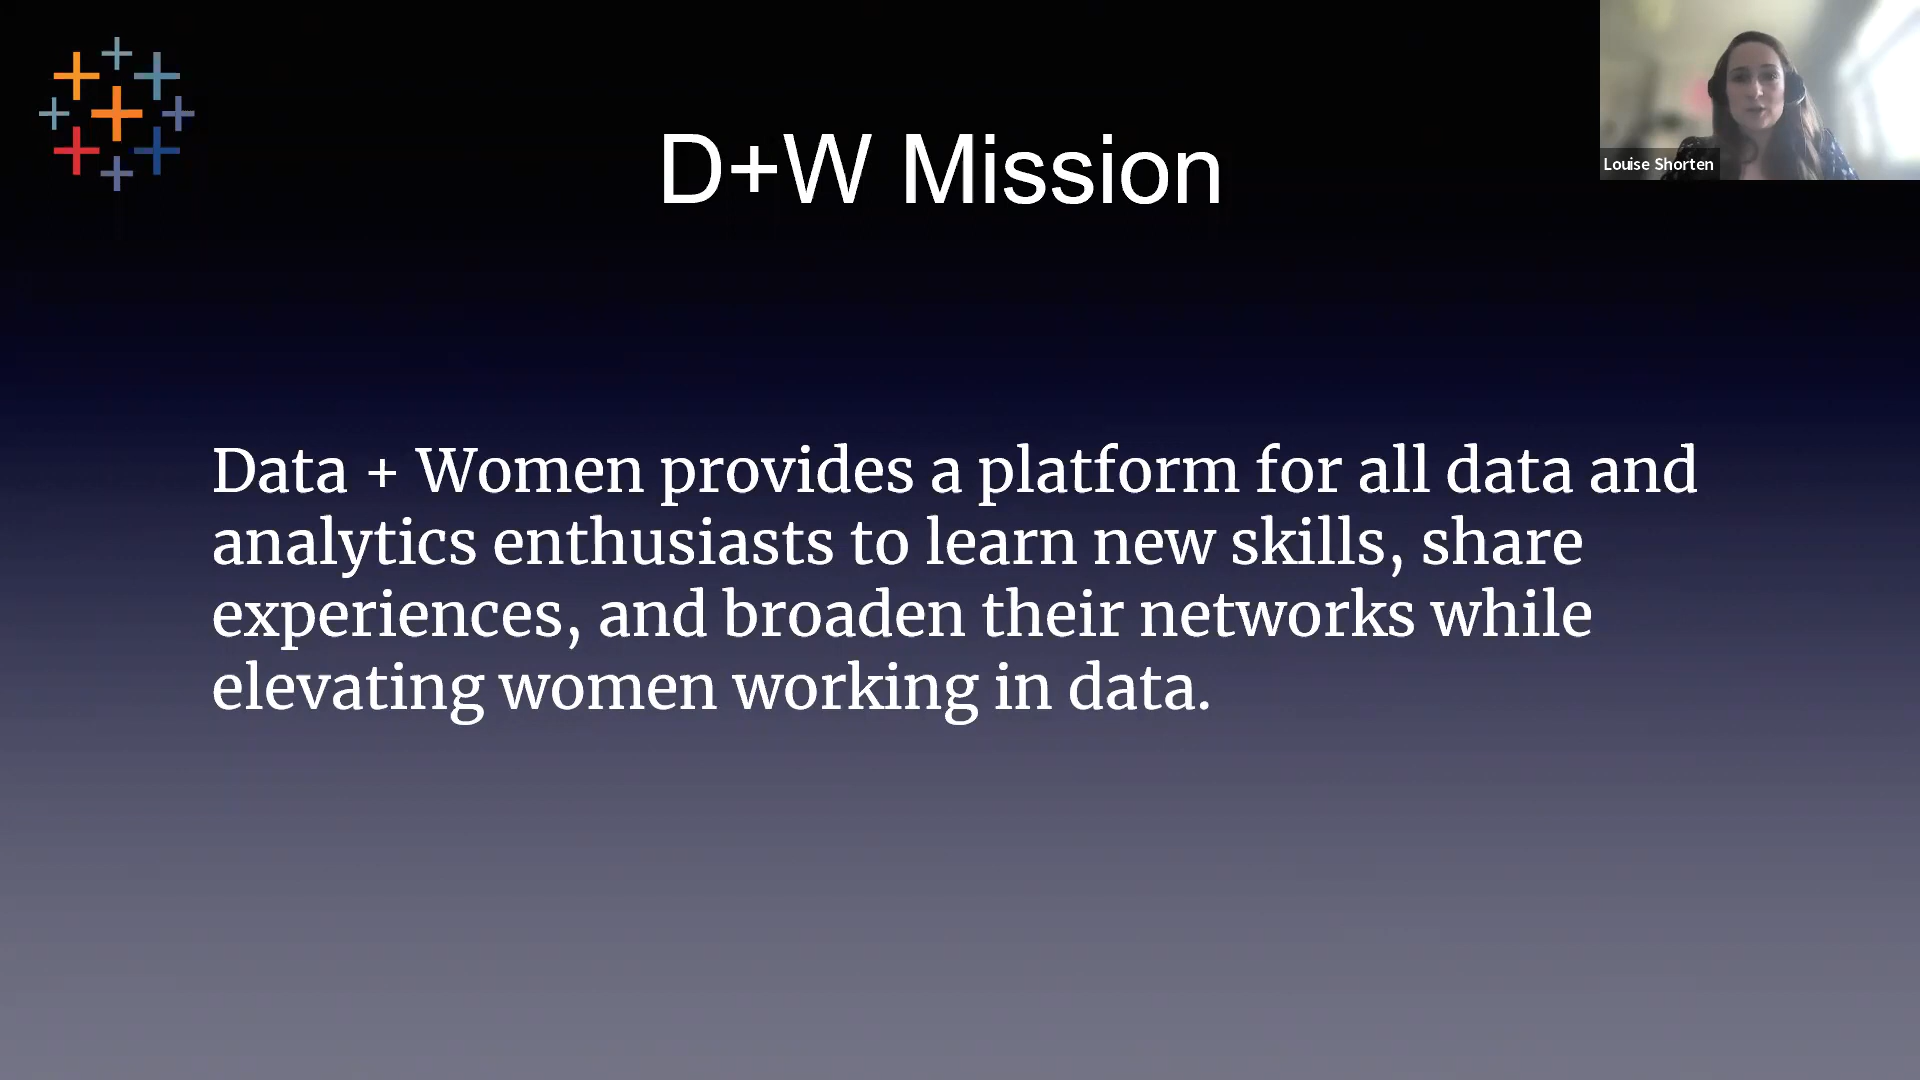 D+W Mission
Louise Shorten
Data + Women provides a platform for all data and
analytics enthusiasts to learn new skills, share
experiences, and broaden their networks while
elevating women working in data.